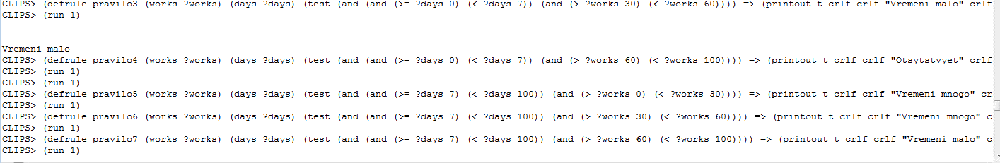 CLIPS> (defrule pravilo3 (works ?works) (days ?days) (test (and (and (>= ?days 0) (< ?days 7)) (and (> ?works 30) (< ?works 60)))) => (printout t crlf crlf "Vremeni malo" crlf
CLIPS> (run 1)
Vremeni malo
CLIPS> (defrule pravilo4 (works ?works) (days ?days) (test (and (and (>= ?days 0) (< ?days 7)) (and (> ?works 60) (< ?works 100)))) => (printout t crlf crlf "Otsytstvyet" crlf
CLIPS> (run 1)
CLIPS> (run 1)
CLIPS> (defrule pravilo5 (works ?works) (days ?days) (test (and (and (>= ?days 7) (< ?days 100)) (and (> ?works 0) (< ?works 30)))) => (printout t crlf crlf "Vremeni mnogo" cr
CLIPS> (run 1)
CLIPS> (defrule pravilo6 (works ?works) (days ?days) (test (and (and (>= ?days 7) (< ?days 100)) (and (> ?works 30) (< ?works 60)))) => (printout t crlf crlf "Vremeni mnogo" c
CLIPS> (run 1)
CLIPS> (defrule pravilo7 (works ?works) (days ?days) (test (and (and (>= ?days 7) (< ?days 100)) (and (> ?works 60) (< ?works 100)))) => (printout t crlf crlf "Vremeni malo" c
CLIPS> (run 1)